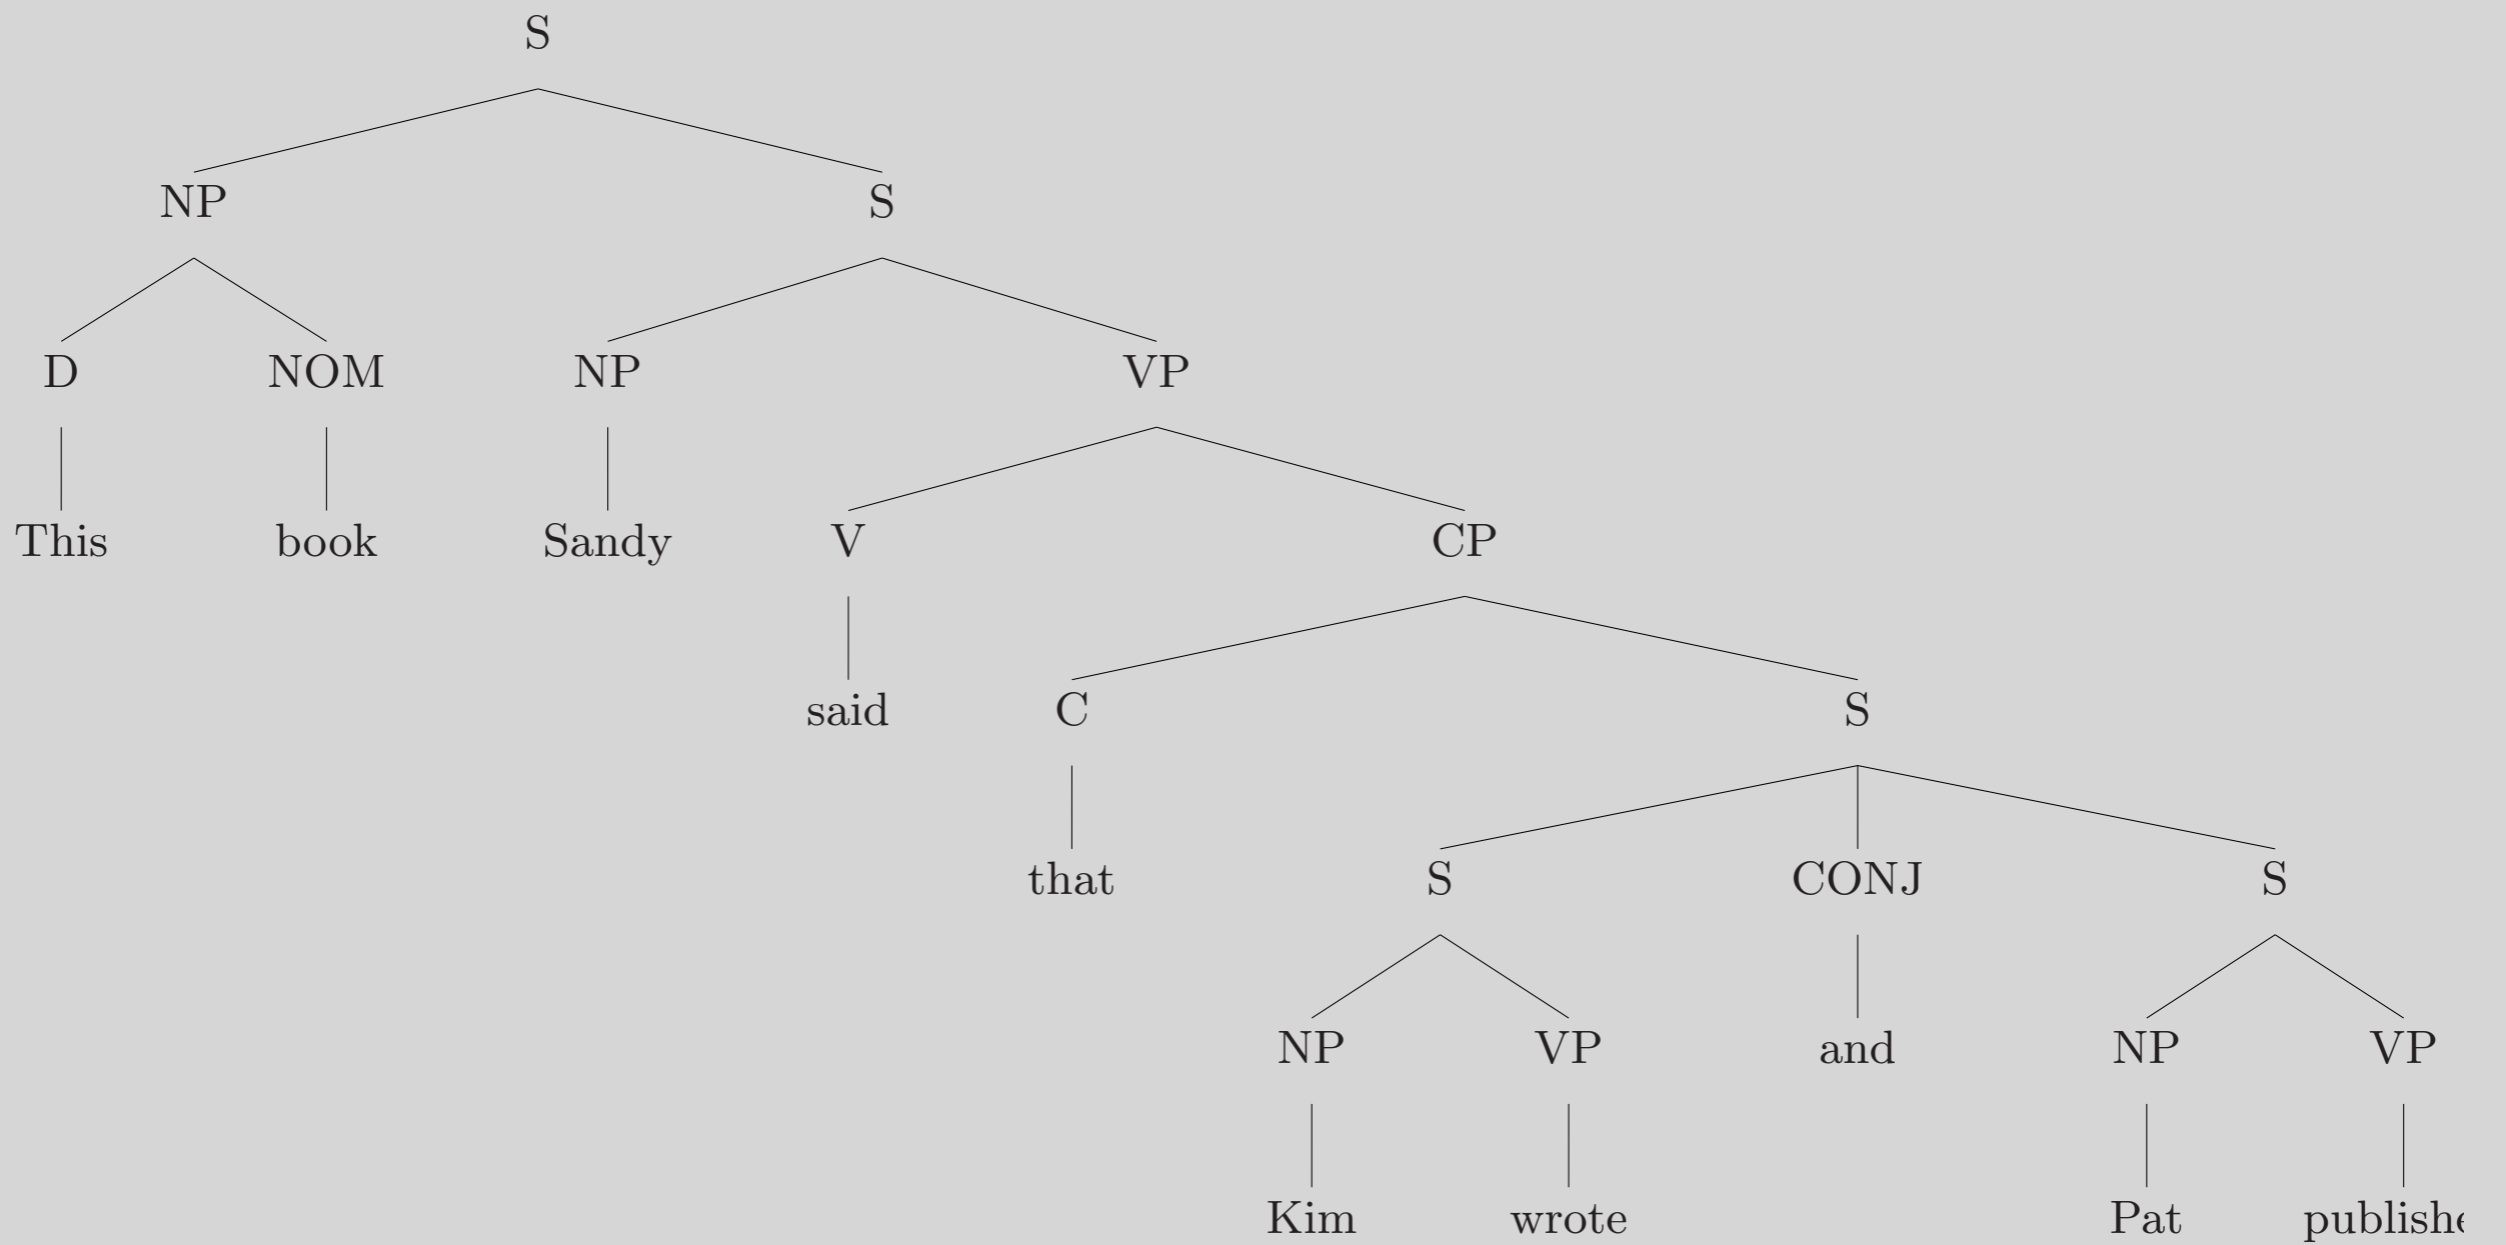 S
NP S
D NOM NP VP
This book Sandy V CP
said C S
that S CONJ S
NP VP and NP VP
Kim wrote Pat